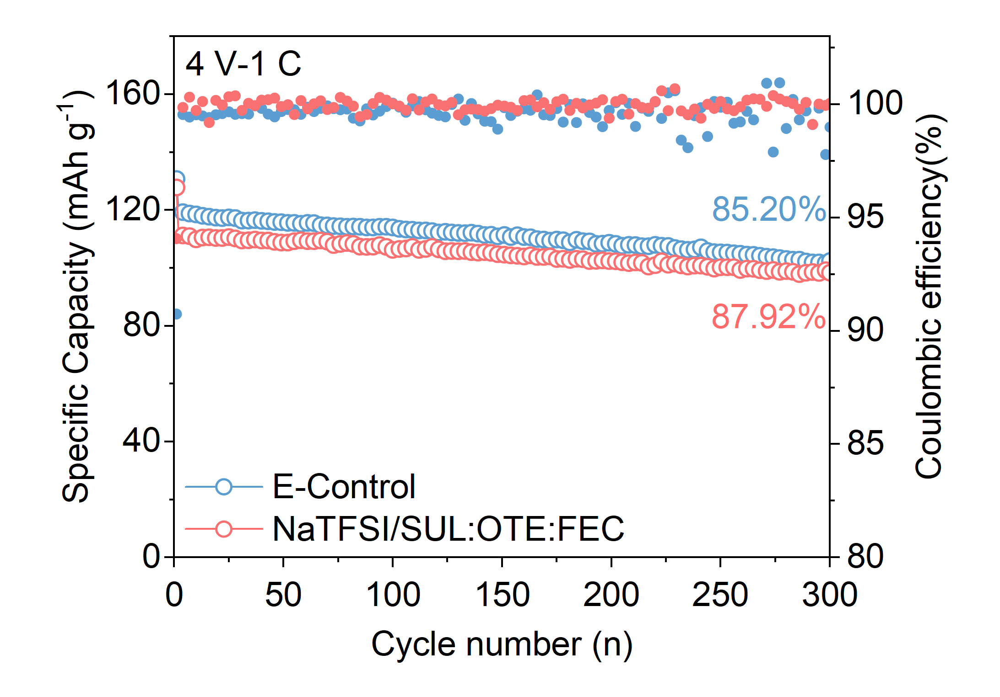 4 V-1 C
Specific Capacity (mAh g⁻¹)
160
120
80
40
0
100
95
90
85
80
Coulombic efficiency(%)
85.20%
87.92%
E-Control
NaTFSI/SUL:OTE:FEC
0 50 100 150 200 250 300
Cycle number (n)